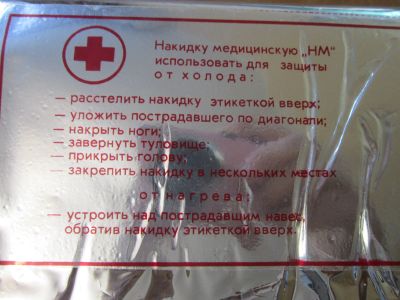 Накидку медицинскую „НМ"
использовать для защиты
от холода:
— расстелить накидку этикеткой вверх;
— уложить пострадавшего по диагонали;
— накрыть ноги;
— завернуть туловище;
— прикрыть голову;
— закрепить накидку в нескольких местах
от нагрева:
— устроить над пострадавшим навес,
обратив накидку этикеткой вверх.